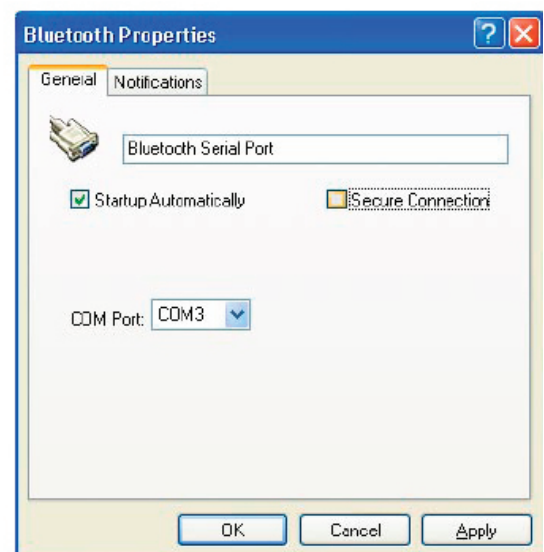 Bluetooth Properties
?
General Notifications
Bluetooth Serial Port
Startup Automatically Secure Connection
COM Port: COM3
OK Cancel Apply